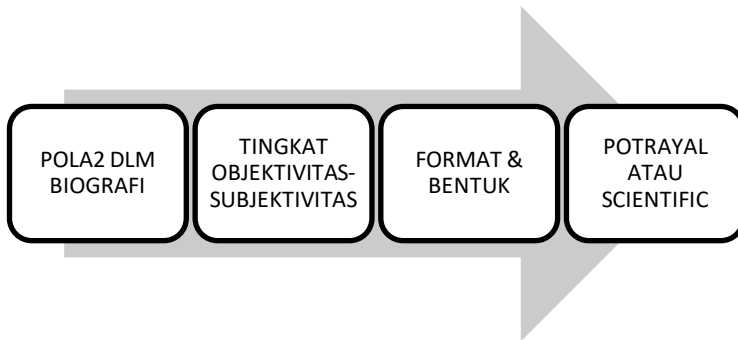 POLA2 DLM
BIOGRAFI
TINGKAT
OBJEKTIVITAS-
SUBJEKTIVITAS
FORMAT &
BENTUK
POTRAYAL
ATAU
SCIENTIFIC